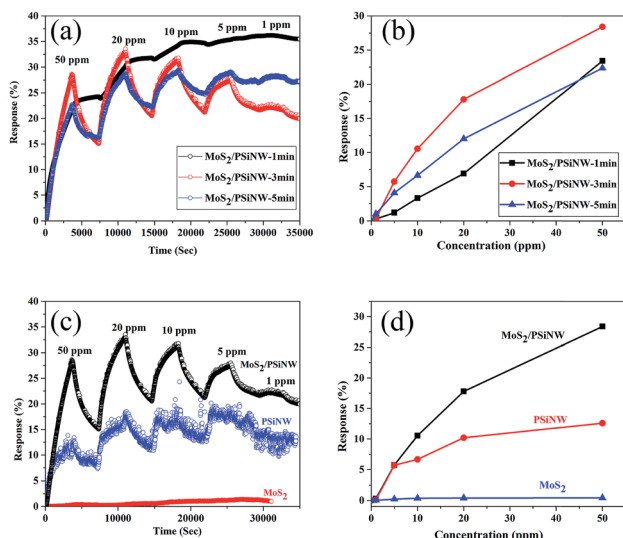 (a)
50 ppm
20 ppm
10 ppm
5 ppm
1 ppm
Response (%)
40
35
30
25
20
15
10
5
0
MoS2/PSiNW-1min
MoS2/PSiNW-3min
MoS2/PSiNW-5min
0 5000 10000 15000 20000 25000 30000 35000
Time (Sec)
(b)
Response (%)
30
25
20
15
10
5
0
MoS2/PSiNW-1min
MoS2/PSiNW-3min
MoS2/PSiNW-5min
0 10 20 30 40 50
Concentration (ppm)
(c)
50 ppm
20 ppm
10 ppm
5 ppm
1 ppm
MoS2/PSiNW
PSiNW
MoS2
Response (%)
40
35
30
25
20
15
10
5
0
0 10000 20000 30000
Time (Sec)
(d)
MoS2/PSiNW
PSiNW
MoS2
Response (%)
30
25
20
15
10
5
0
0 10 20 30 40 50
Concentration (ppm)